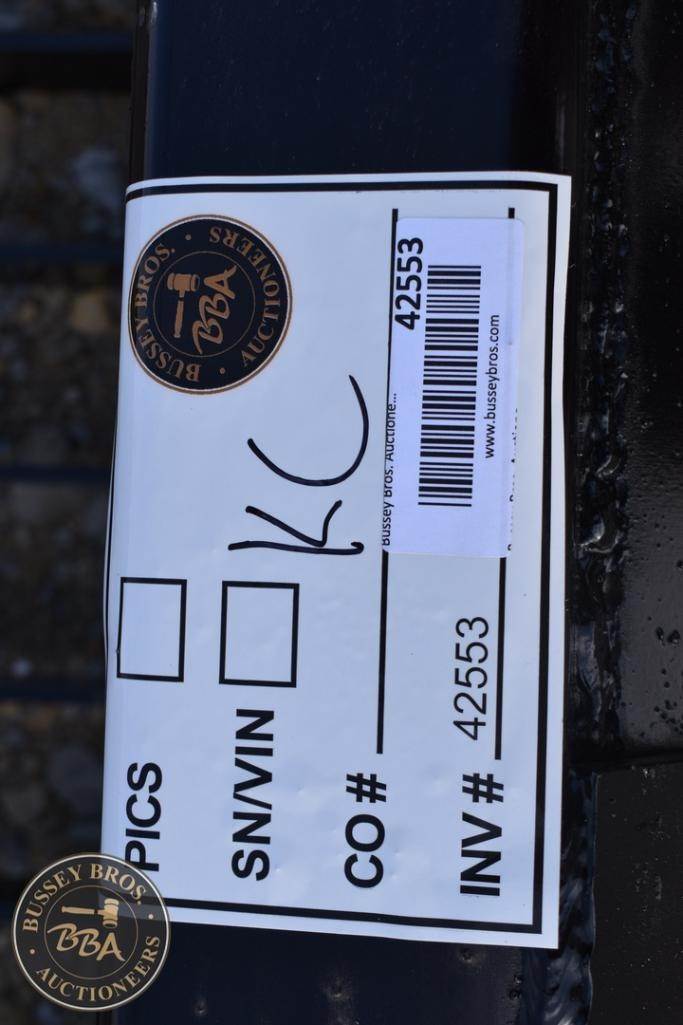 BUSSEY BROS. • AUCTIONEERS •
BBA
PICS
SN/VIN
KC
CO #
INV # 42553
Bussey Bros. Auctione...
42553
www.busseybros.com
BUSSEY BROS.
BBA
AUCTIONEERS